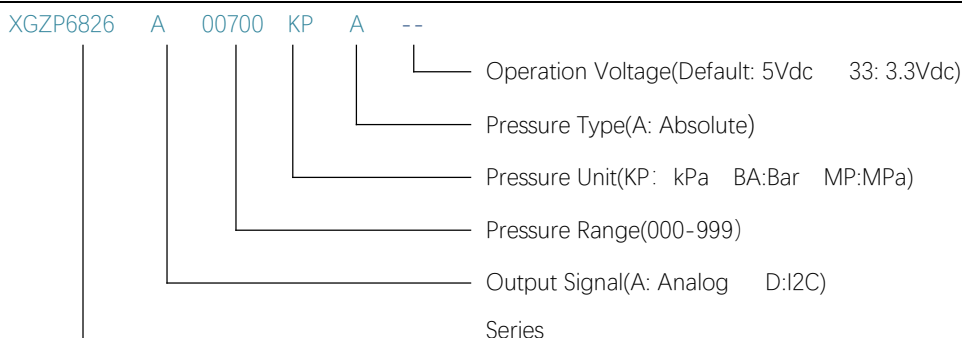 XGZP6826 A 00700 KP A --
Operation Voltage(Default: 5Vdc 33: 3.3Vdc)
Pressure Type(A: Absolute)
Pressure Unit(KP: kPa BA:Bar MP:MPa)
Pressure Range(000-999)
Output Signal(A: Analog D:I2C)
Series